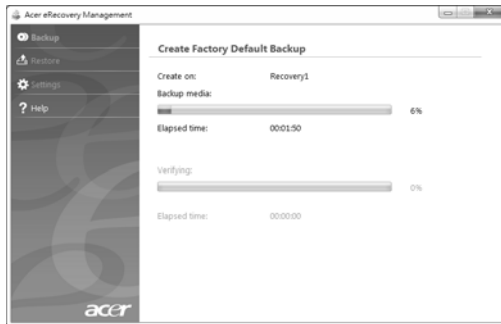 Acer eRecovery Management
Backup
Restore
Settings
? Help
Create Factory Default Backup
Create on: Recovery1
Backup media:
6%
Elapsed time: 00:01:50
Verifying:
0%
Elapsed time: 00:00:00
acer